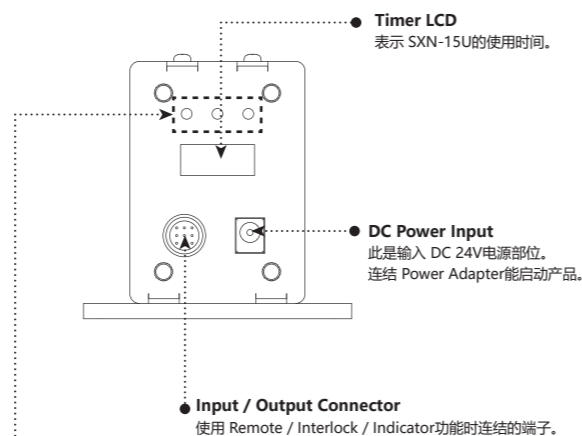 Timer LCD
表示 SXN-15U的使用时间。
DC Power Input
此是输入 DC 24V电源部位。
连结 Power Adapter能启动产品。
Input / Output Connector
使用 Remote / Interlock / Indicator功能时连结的端子。